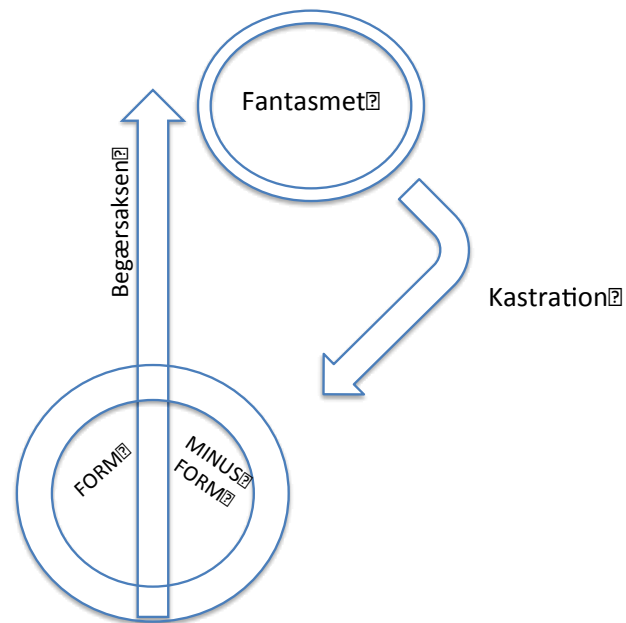 Fantasmet
Begærsaksen
Kastration
FORM
MINUS
FORM